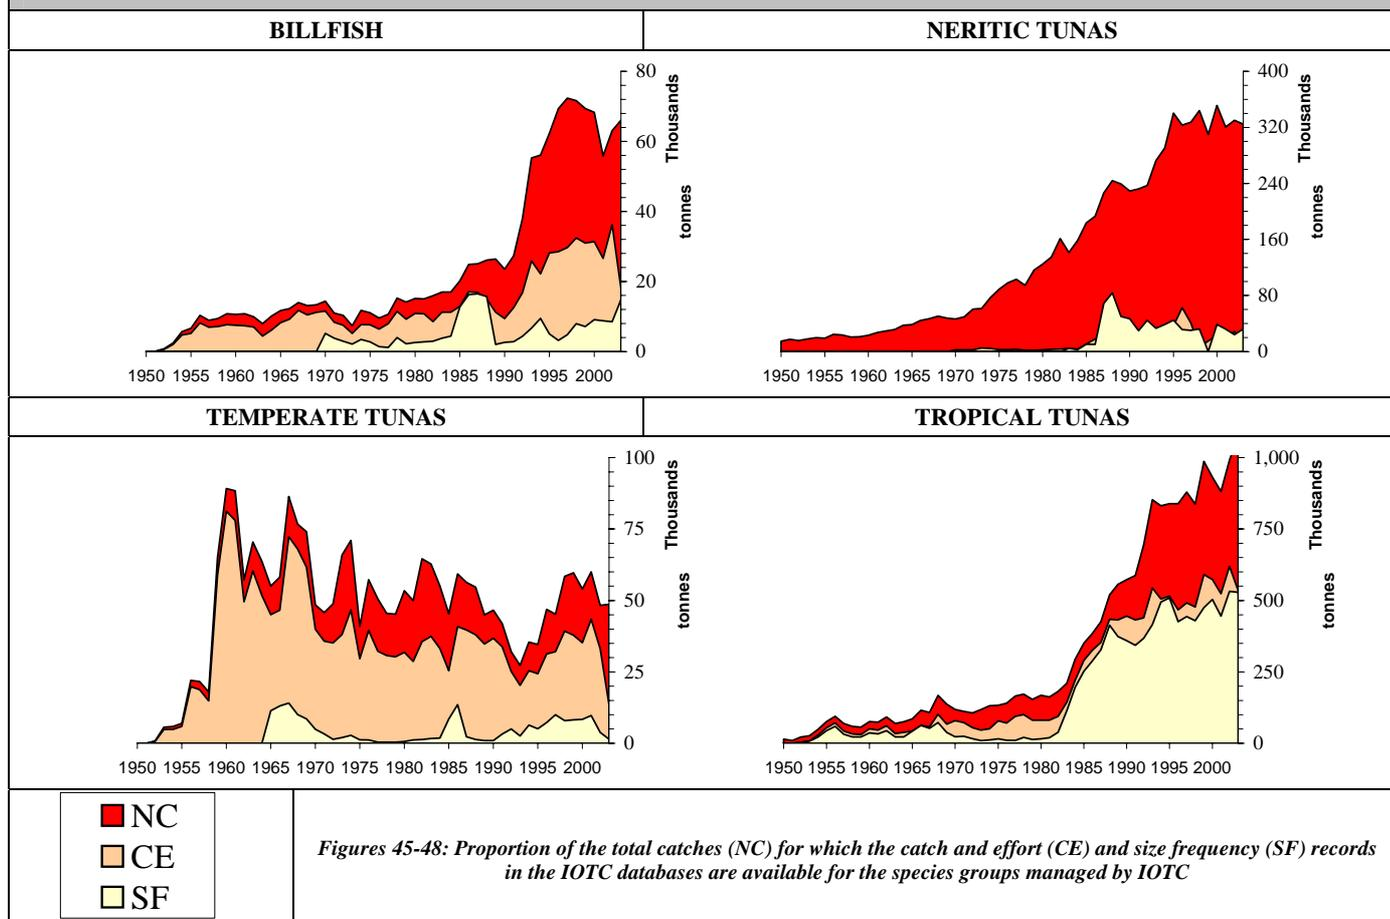 BILLFISH
NEritic TUNAS
80
60
40
20
0
Thousands
tonnes
1950 1955 1960 1965 1970 1975 1980 1985 1990 1995 2000
400
320
240
160
80
0
Thousands
tonnes
1950 1955 1960 1965 1970 1975 1980 1985 1990 1995 2000
TEMPERATE TUNAS
TROPICAL TUNAS
100
75
50
25
0
Thousands
tonnes
1950 1955 1960 1965 1970 1975 1980 1985 1990 1995 2000
1,000
750
500
250
0
Thousands
tonnes
1950 1955 1960 1965 1970 1975 1980 1985 1990 1995 2000
NC
CE
SF
Figures 45-48: Proportion of the total catches (NC) for which the catch and effort (CE) and size frequency (SF) records
in the IOTC databases are available for the species groups managed by IOTC